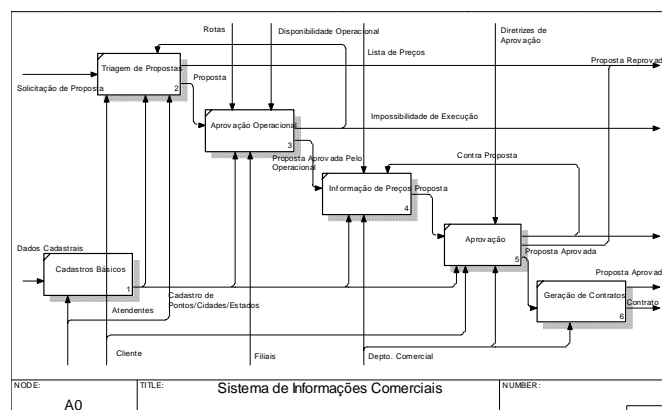 Rotas
Disponibilidade Operacional
Diretrizes de
Aprovação
Lista de Preços
Triagem de Propostas
2
Proposta Reprovad
Solicitação de Proposta
Proposta
Aprovação Operacional
3
Impossibilidade de Execução
Proposta Aprovada Pelo
Operacional
Contra Proposta
Informação de Preços
4
Proposta
Aprovação
5
Proposta Aprovada
Dados Cadastrais
Cadastros Básicos
1
Cadastro de
Pontos/Cidades/Estados
Proposta Aprovad
Geração de Contratos
6
Contrato
Atendentes
Cliente
Filiais
Depto. Comercial
NODE:
A0
TITLE:
Sistema de Informações Comerciais
NUMBER: